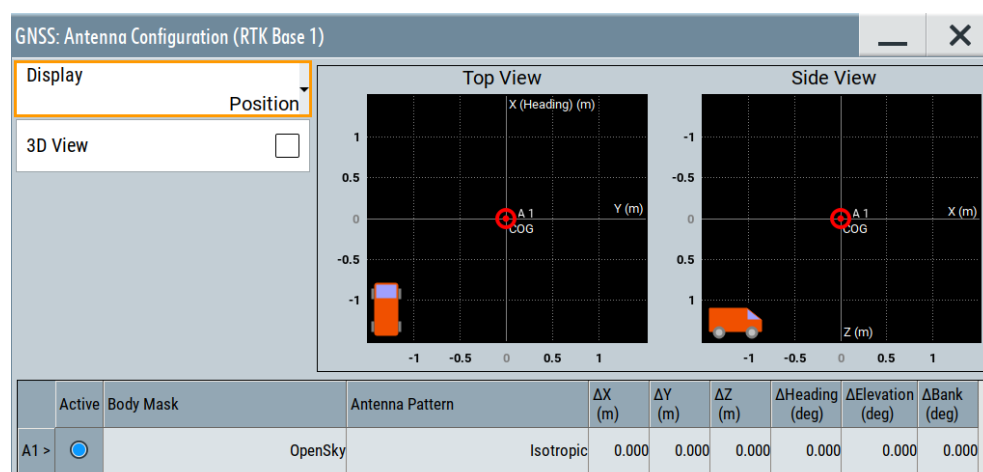 GNSS: Antenna Configuration (RTK Base 1)
Display
Position
3D View
Top View
X (Heading) (m)
1
0.5
0
-0.5
-1
Y (m)
A 1
COG
-1 -0.5 0 0.5 1
Side View
-1
-0.5
0
0.5
1
X (m)
A 1
COG
Z (m)
-1 -0.5 0 0.5 1
Active Body Mask Antenna Pattern ΔX (m) ΔY (m) ΔZ (m) ΔHeading (deg) ΔElevation (deg) ΔBank (deg)
A1 > OpenSky Isotropic 0.000 0.000 0.000 0.000 0.000 0.000